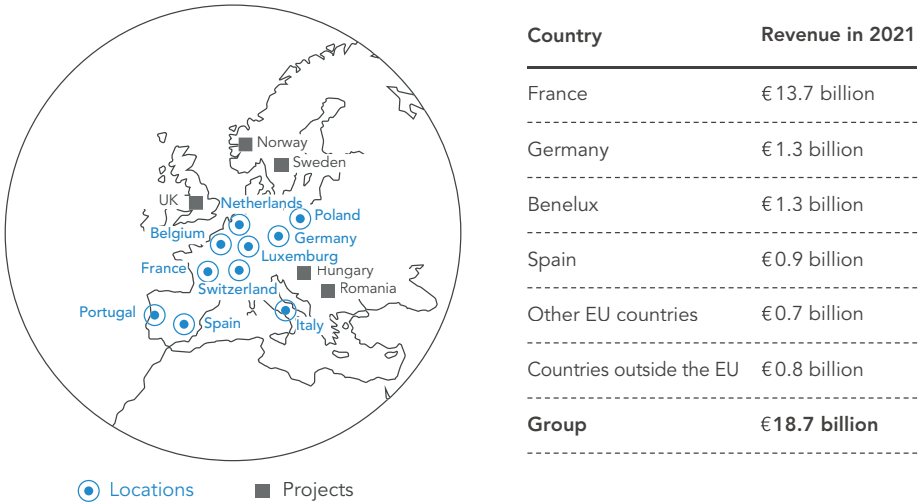 Norway
Sweden
UK
Netherlands
Poland
Belgium
Germany
Luxemburg
France
Hungary
Switzerland
Romania
Portugal
Spain
Italy
Locations
Projects
Country Revenue in 2021
France €13.7 billion
Germany €1.3 billion
Benelux €1.3 billion
Spain €0.9 billion
Other EU countries €0.7 billion
Countries outside the EU €0.8 billion
Group €18.7 billion